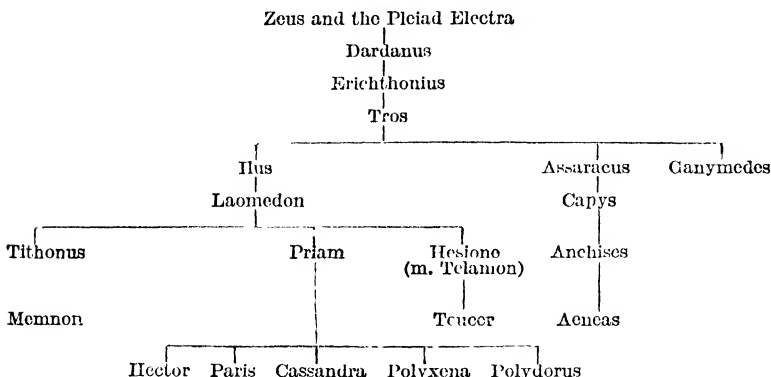 Zeus and the Pleiad Electra
Dardanus
Erichthonius
Tros
Ilus Assaracus Ganymedes
Laomedon Capys
Tithonus Priam Hesione Anchises
(m. Telamon)
Memnon Teucer Aeneas
Hector Paris Cassandra Polyxena Polydorus